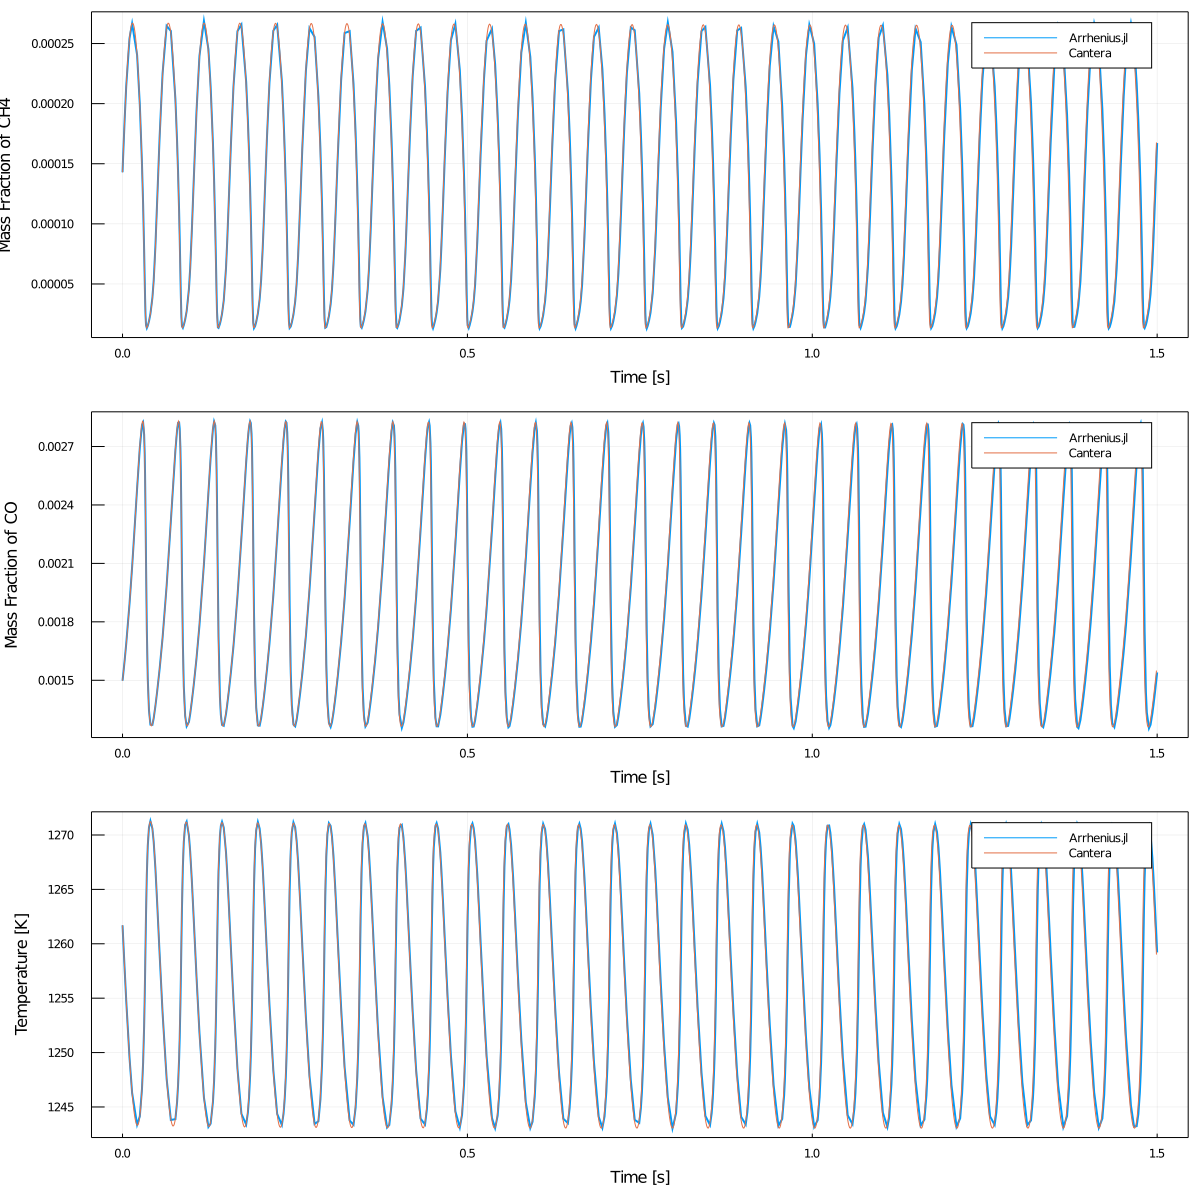 Mass Fraction of CH4
0.00025
0.00020
0.00015
0.00010
0.00005
Arrhenius.jl
Cantera
0.0 0.5 1.0 1.5
Time [s]
Mass Fraction of CO
0.0027
0.0024
0.0021
0.0018
0.0015
Arrhenius.jl
Cantera
0.0 0.5 1.0 1.5
Time [s]
Temperature [K]
1270
1265
1260
1255
1250
1245
Arrhenius.jl
Cantera
0.0 0.5 1.0 1.5
Time [s]